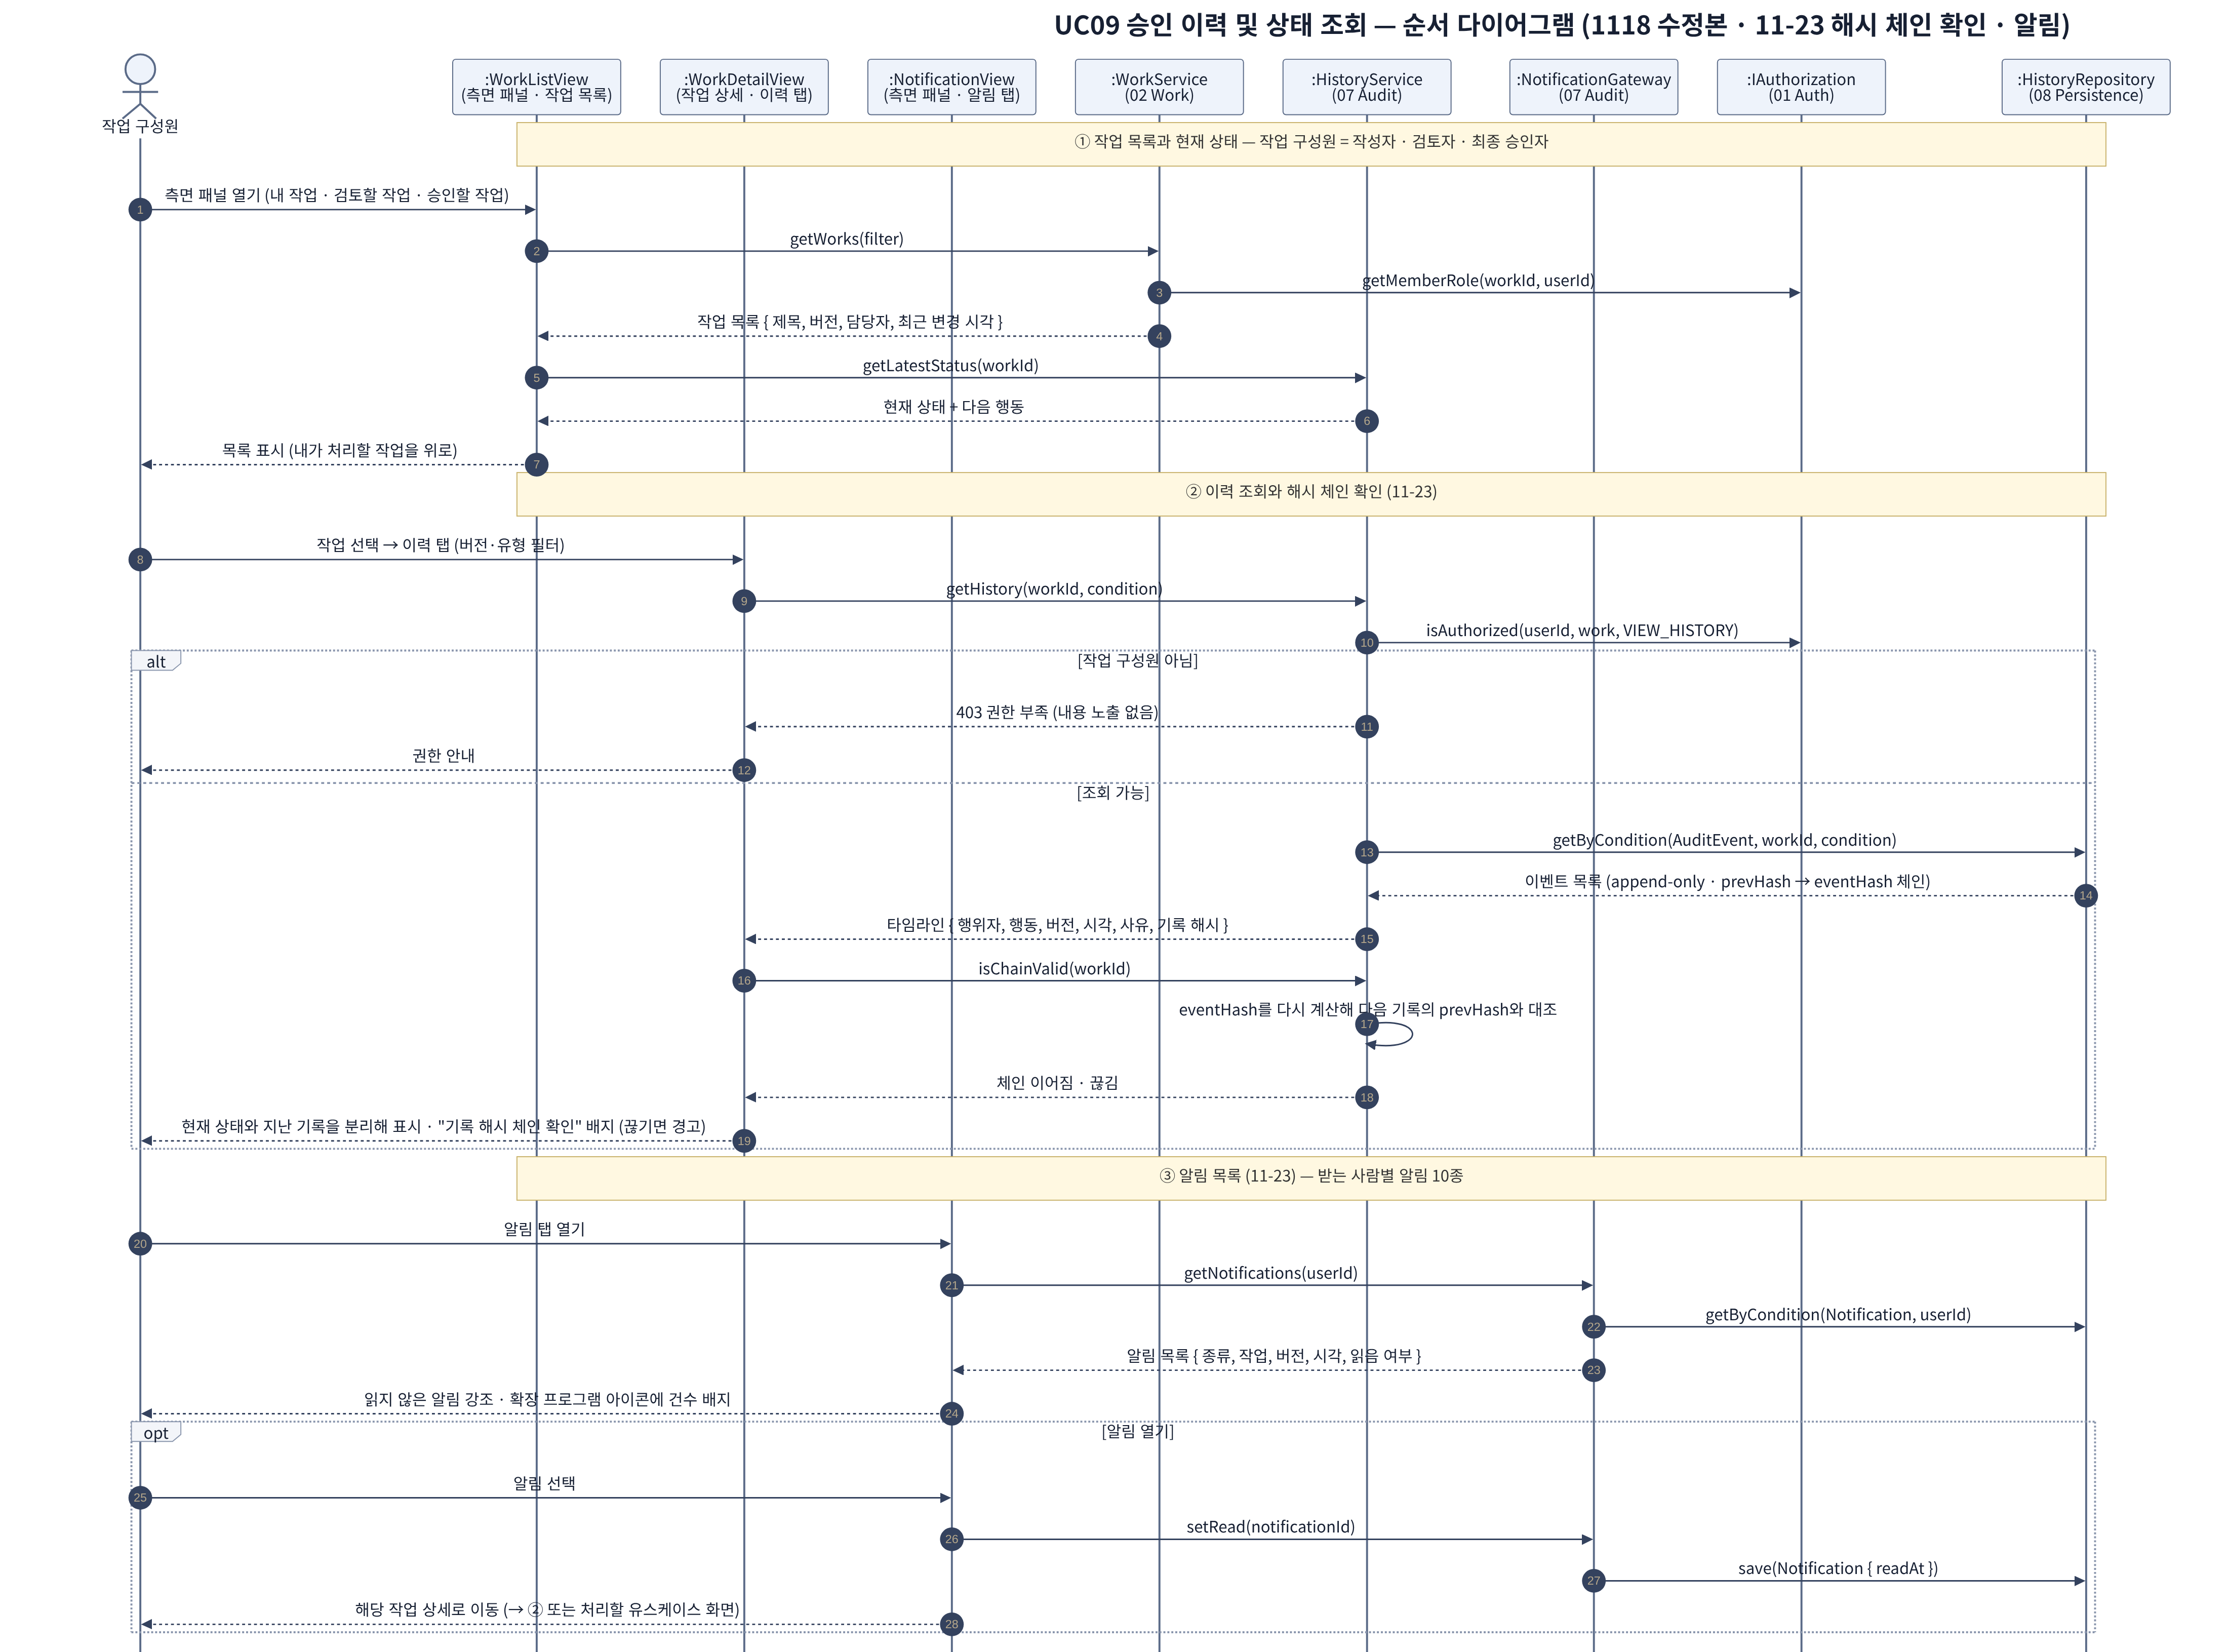 UC09 승인 이력 및 상태 조회 — 순서 다이어그램 (1118 수정본 · 11-23 해시 체인 확인 · 알림)
작업 구성원
:WorkListView
(측면 패널 · 작업 목록)
:WorkDetailView
(작업 상세 · 이력 탭)
:NotificationView
(측면 패널 · 알림 탭)
:WorkService
(02 Work)
:HistoryService
(07 Audit)
:NotificationGateway
(07 Audit)
:IAuthorization
(01 Auth)
:HistoryRepository
(08 Persistence)
① 작업 목록과 현재 상태 — 작업 구성원 = 작성자 · 검토자 · 최종 승인자
1 측면 패널 열기 (내 작업 · 검토할 작업 · 승인할 작업)
2 getWorks(filter)
3 getMemberRole(workId, userId)
작업 목록 { 제목, 버전, 담당자, 최근 변경 시각 } 4
5 getLatestStatus(workId)
현재 상태 + 다음 행동 6
목록 표시 (내가 처리할 작업을 위로) 7
② 이력 조회와 해시 체인 확인 (11-23)
8 작업 선택 → 이력 탭 (버전·유형 필터)
9 getHistory(workId, condition)
10 isAuthorized(userId, work, VIEW_HISTORY)
alt [작업 구성원 아님]
403 권한 부족 (내용 노출 없음) 11
권한 안내 12
[조회 가능]
13 getByCondition(AuditEvent, workId, condition)
이벤트 목록 (append-only · prevHash → eventHash 체인) 14
타임라인 { 행위자, 행동, 버전, 시각, 사유, 기록 해시 } 15
16 isChainValid(workId)
eventHash를 다시 계산해 다음 기록의 prevHash와 대조
17
체인 이어짐 · 끊김 18
현재 상태와 지난 기록을 분리해 표시 · "기록 해시 체인 확인" 배지 (끊기면 경고) 19
③ 알림 목록 (11-23) — 받는 사람별 알림 10종
20 알림 탭 열기
21 getNotifications(userId)
22 getByCondition(Notification, userId)
알림 목록 { 종류, 작업, 버전, 시각, 읽음 여부 } 23
읽지 않은 알림 강조 · 확장 프로그램 아이콘에 건수 배지 24
opt [알림 열기]
25 알림 선택
26 setRead(notificationId)
27 save(Notification { readAt })
해당 작업 상세로 이동 (→ ② 또는 처리할 유스케이스 화면) 28